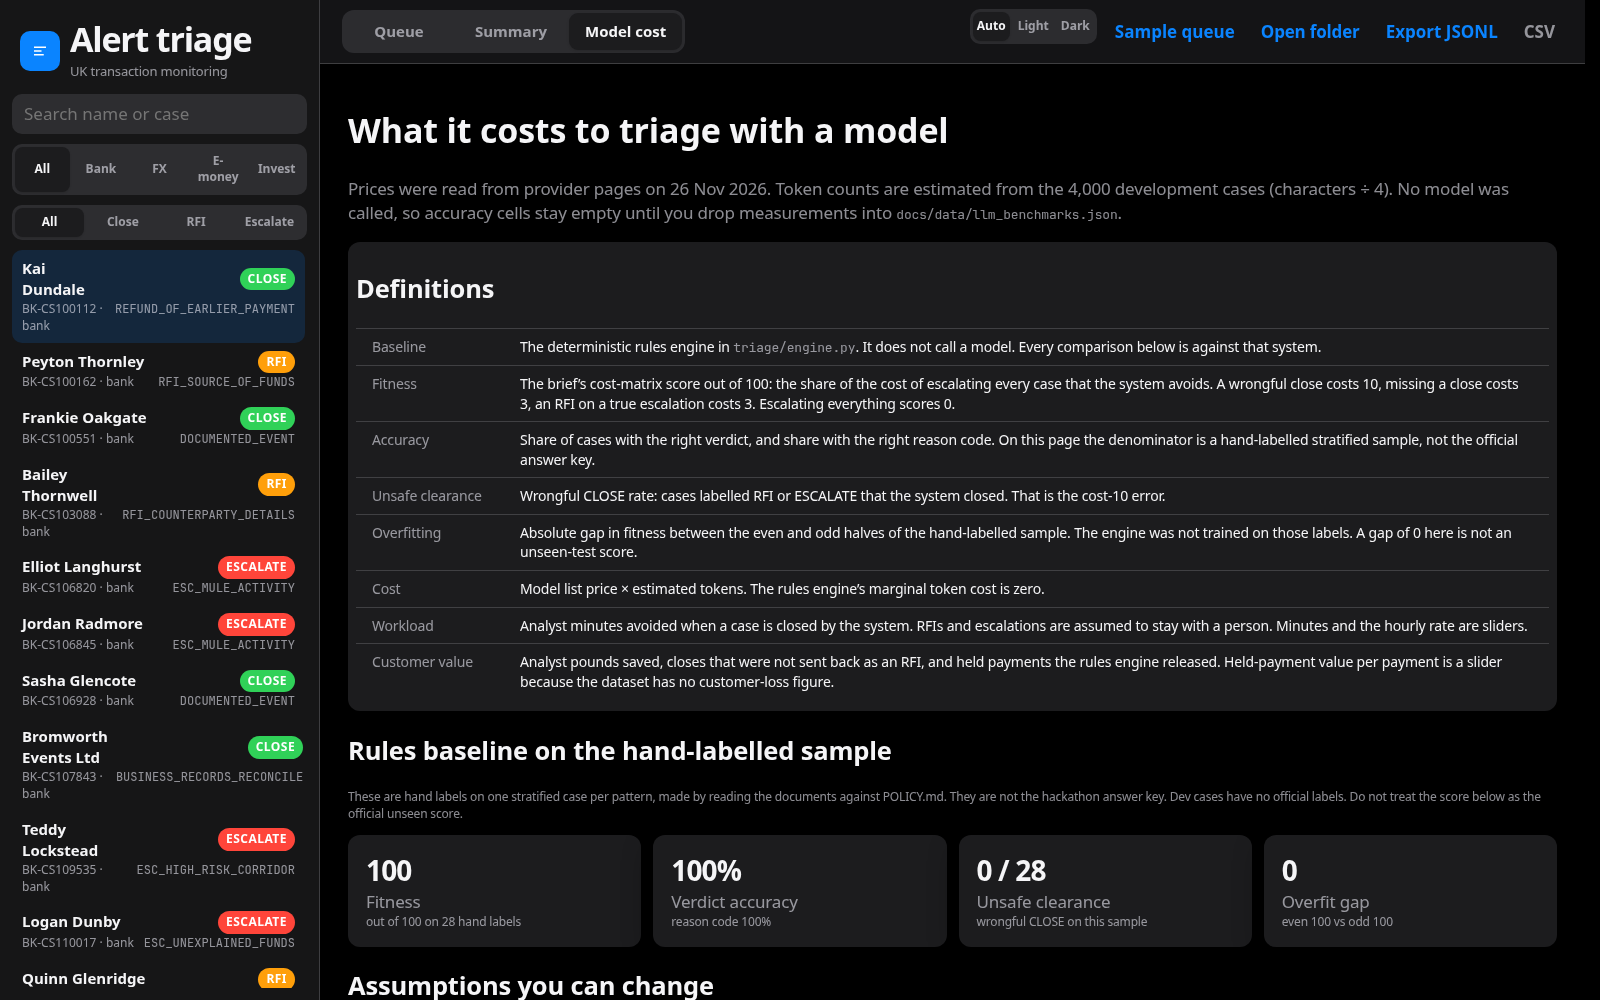 Alert triage
UK transaction monitoring
Search name or case
All Bank FX E-money Invest
All Close RFI Escalate
Kai Dundale
CLOSE
BK-CS100112 · bank
REFUND_OF_EARLIER_PAYMENT
Peyton Thornley
RFI
BK-CS100162 · bank
RFI_SOURCE_OF_FUNDS
Frankie Oakgate
CLOSE
BK-CS100551 · bank
DOCUMENTED_EVENT
Bailey Thornwell
RFI
BK-CS103088 · bank
RFI_COUNTERPARTY_DETAILS
Elliot Langhurst
ESCALATE
BK-CS106820 · bank
ESC_MULE_ACTIVITY
Jordan Radmore
ESCALATE
BK-CS106845 · bank
ESC_MULE_ACTIVITY
Sasha Glencote
CLOSE
BK-CS106928 · bank
DOCUMENTED_EVENT
Bromworth Events Ltd
CLOSE
BK-CS107843 · bank
BUSINESS_RECORDS_RECONCILE
Teddy Lockstead
ESCALATE
BK-CS109535 · bank
ESC_HIGH_RISK_CORRIDOR
Logan Dunby
ESCALATE
BK-CS110017 · bank
ESC_UNEXPLAINED_FUNDS
Quinn Glenridge
RFI
Queue Summary Model cost
Auto Light Dark
Sample queue Open folder Export JSONL CSV
What it costs to triage with a model
Prices were read from provider pages on 26 Nov 2026. Token counts are estimated from the 4,000 development cases (characters ÷ 4). No model was
called, so accuracy cells stay empty until you drop measurements into docs/data/llm_benchmarks.json.
Definitions
Baseline
The deterministic rules engine in triage/engine.py. It does not call a model. Every comparison below is against that system.
Fitness
The brief’s cost-matrix score out of 100: the share of the cost of escalating every case that the system avoids. A wrongful close costs 10, missing a close costs
3, an RFI on a true escalation costs 3. Escalating everything scores 0.
Accuracy
Share of cases with the right verdict, and share with the right reason code. On this page the denominator is a hand-labelled stratified sample, not the official
answer key.
Unsafe clearance
Wrongful CLOSE rate: cases labelled RFI or ESCALATE that the system closed. That is the cost-10 error.
Overfitting
Absolute gap in fitness between the even and odd halves of the hand-labelled sample. The engine was not trained on those labels. A gap of 0 here is not an
unseen-test score.
Cost
Model list price × estimated tokens. The rules engine’s marginal token cost is zero.
Workload
Analyst minutes avoided when a case is closed by the system. RFIs and escalations are assumed to stay with a person. Minutes and the hourly rate are sliders.
Customer value
Analyst pounds saved, closes that were not sent back as an RFI, and held payments the rules engine released. Held-payment value per payment is a slider
because the dataset has no customer-loss figure.
Rules baseline on the hand-labelled sample
These are hand labels on one stratified case per pattern, made by reading the documents against POLICY.md. They are not the hackathon answer key. Dev cases have no official labels. Do not treat the score below as the
official unseen score.
100
Fitness
out of 100 on 28 hand labels
100%
Verdict accuracy
reason code 100%
0 / 28
Unsafe clearance
wrongful CLOSE on this sample
0
Overfit gap
even 100 vs odd 100
Assumptions you can change